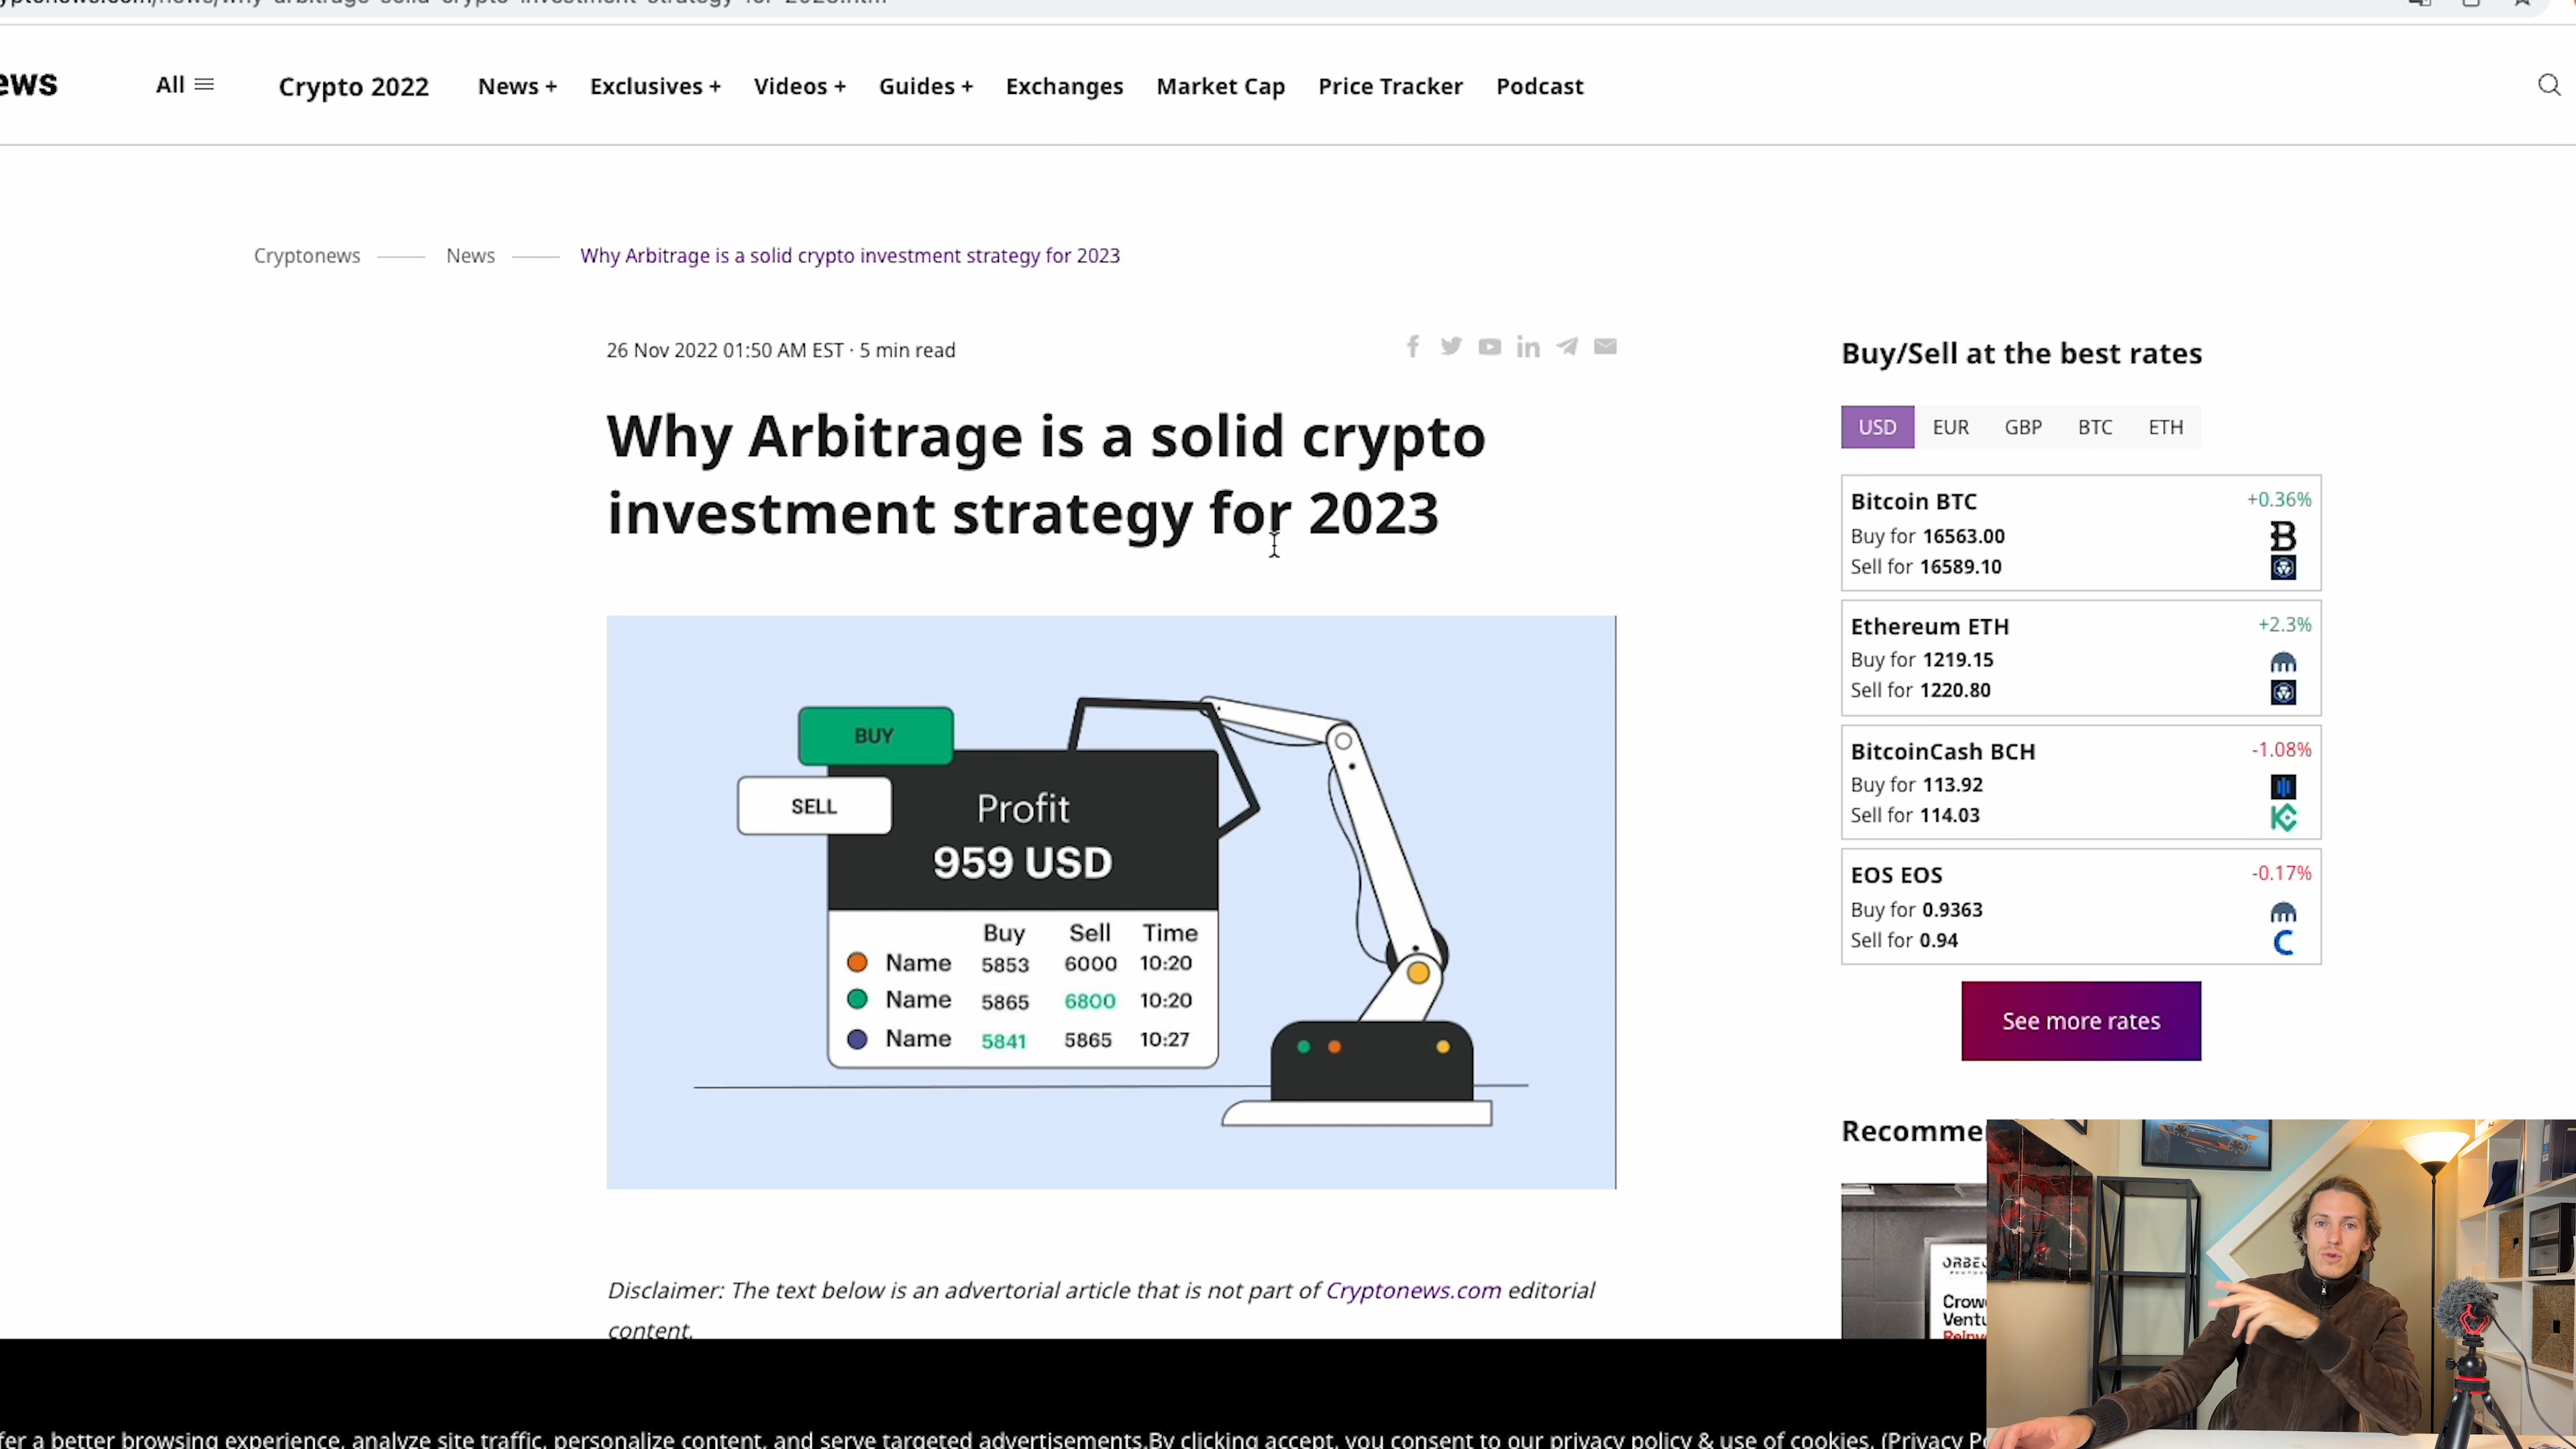 ews
All
Crypto 2022
News +
Exclusives +
Videos +
Guides +
Exchanges
Market Cap
Price Tracker
Podcast
Cryptonews
News
Why Arbitrage is a solid crypto investment strategy for 2023
26 Nov 2022 01:50 AM EST · 5 min read
Why Arbitrage is a solid crypto
investment strategy for 2023
BUY
SELL
Profit
959 USD
Buy Sell Time
Name 5853 6000 10:20
Name 5865 6800 10:20
Name 5841 5865 10:27
Disclaimer: The text below is an advertorial article that is not part of Cryptonews.com editorial
content.
Buy/Sell at the best rates
USD EUR GBP BTC ETH
Bitcoin BTC +0.36%
Buy for 16563.00
Sell for 16589.10
Ethereum ETH +2.3%
Buy for 1219.15
Sell for 1220.80
BitcoinCash BCH -1.08%
Buy for 113.92
Sell for 114.03
EOS EOS -0.17%
Buy for 0.9363
Sell for 0.94
See more rates
Recomme
Crow
Ventu
fer a better browsing experience, analyze site traffic, personalize content, and serve targeted advertisements.By clicking accept, you consent to our privacy policy & use of cookies. (Privacy Po